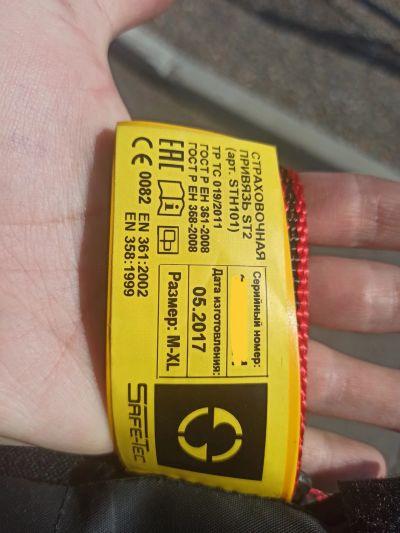 СТРАХОВОЧНАЯ
ПРИВЯЗЬ ST2
(арт. STH101)
ТР ТС 019/2011
ГОСТ Р ЕН 361-2008
ГОСТ Р ЕН 358-2008
EAC
CE 0082 EN 361:2002
EN 358:1999
Серийный номер:
Дата изготовления:
05.2017
Размер: M-XL
SAFE-TEC